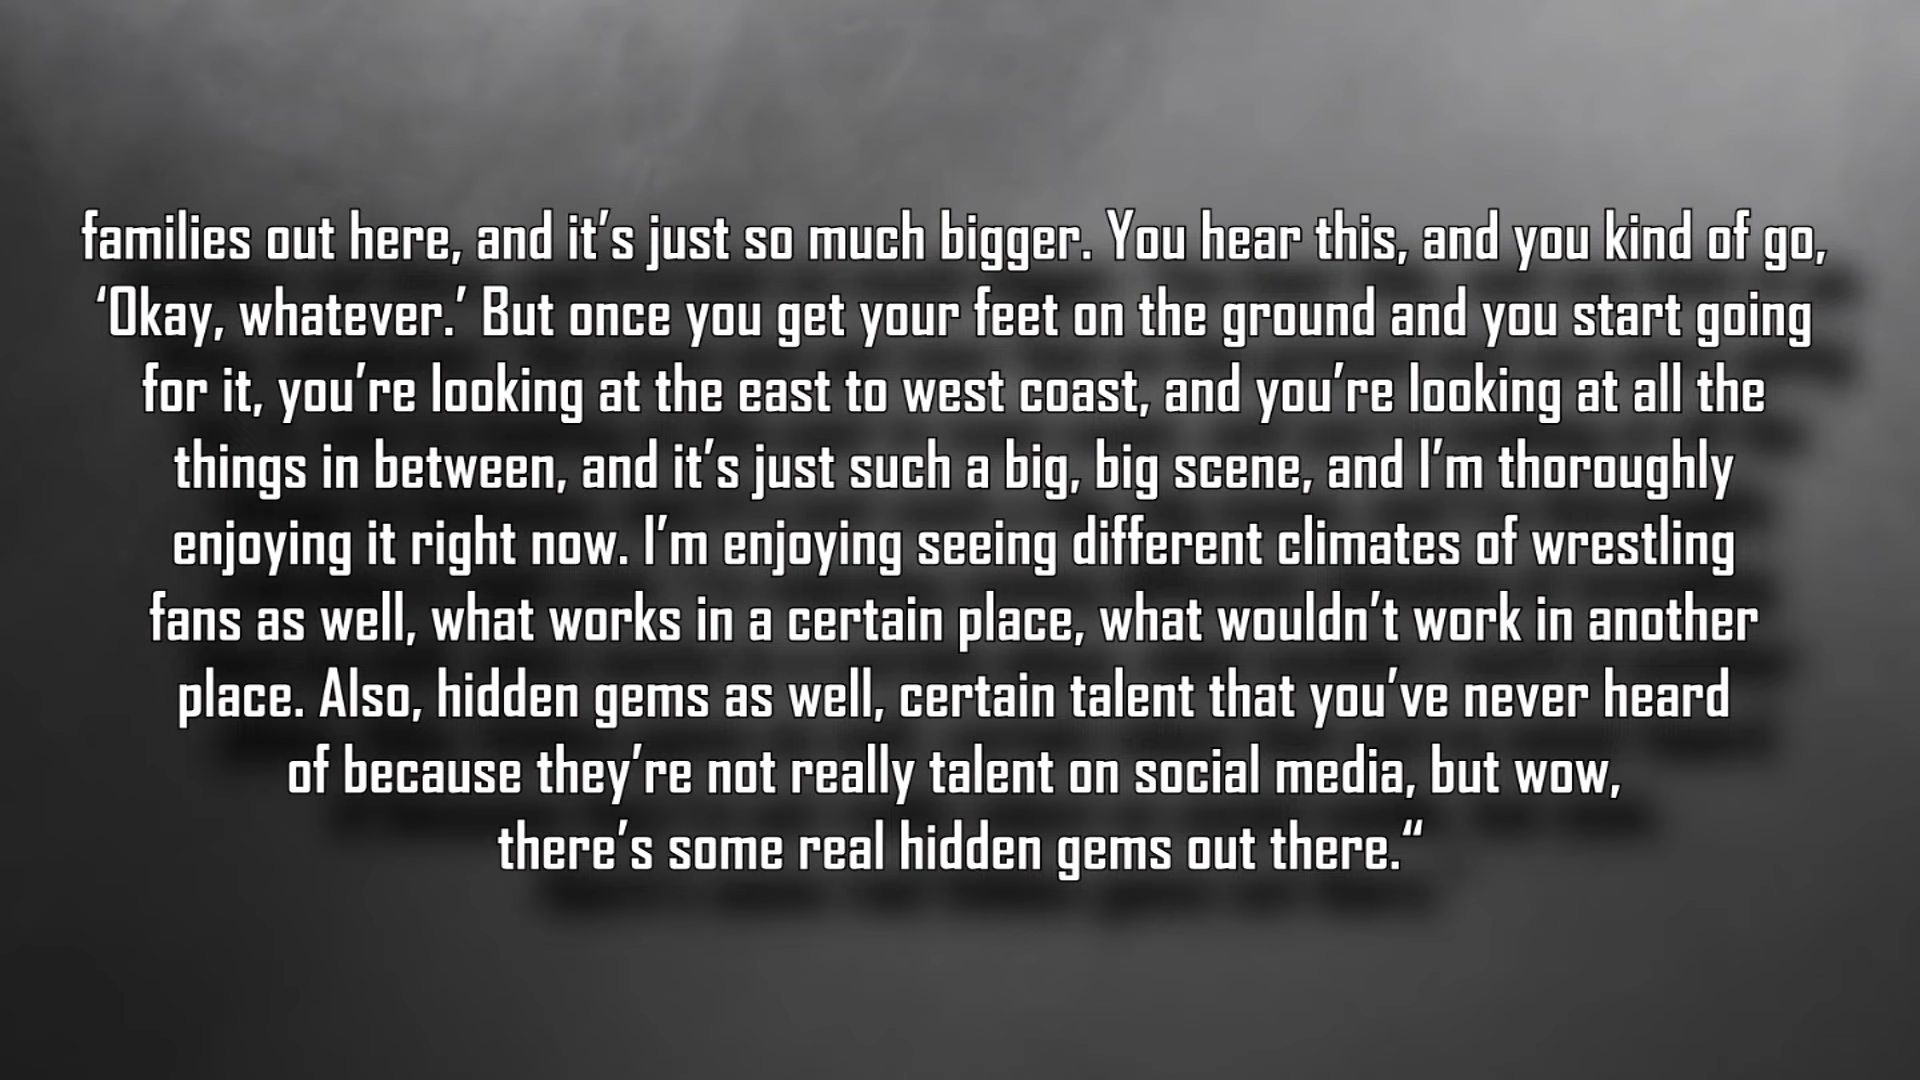 families out here, and it’s just so much bigger. You hear this, and you kind of go,
‘Okay, whatever.’ But once you get your feet on the ground and you start going
for it, you’re looking at the east to west coast, and you’re looking at all the
things in between, and it’s just such a big, big scene, and I’m thoroughly
enjoying it right now. I’m enjoying seeing different climates of wrestling
fans as well, what works in a certain place, what wouldn’t work in another
place. Also, hidden gems as well, certain talent that you’ve never heard
of because they’re not really talent on social media, but wow,
there’s some real hidden gems out there.“